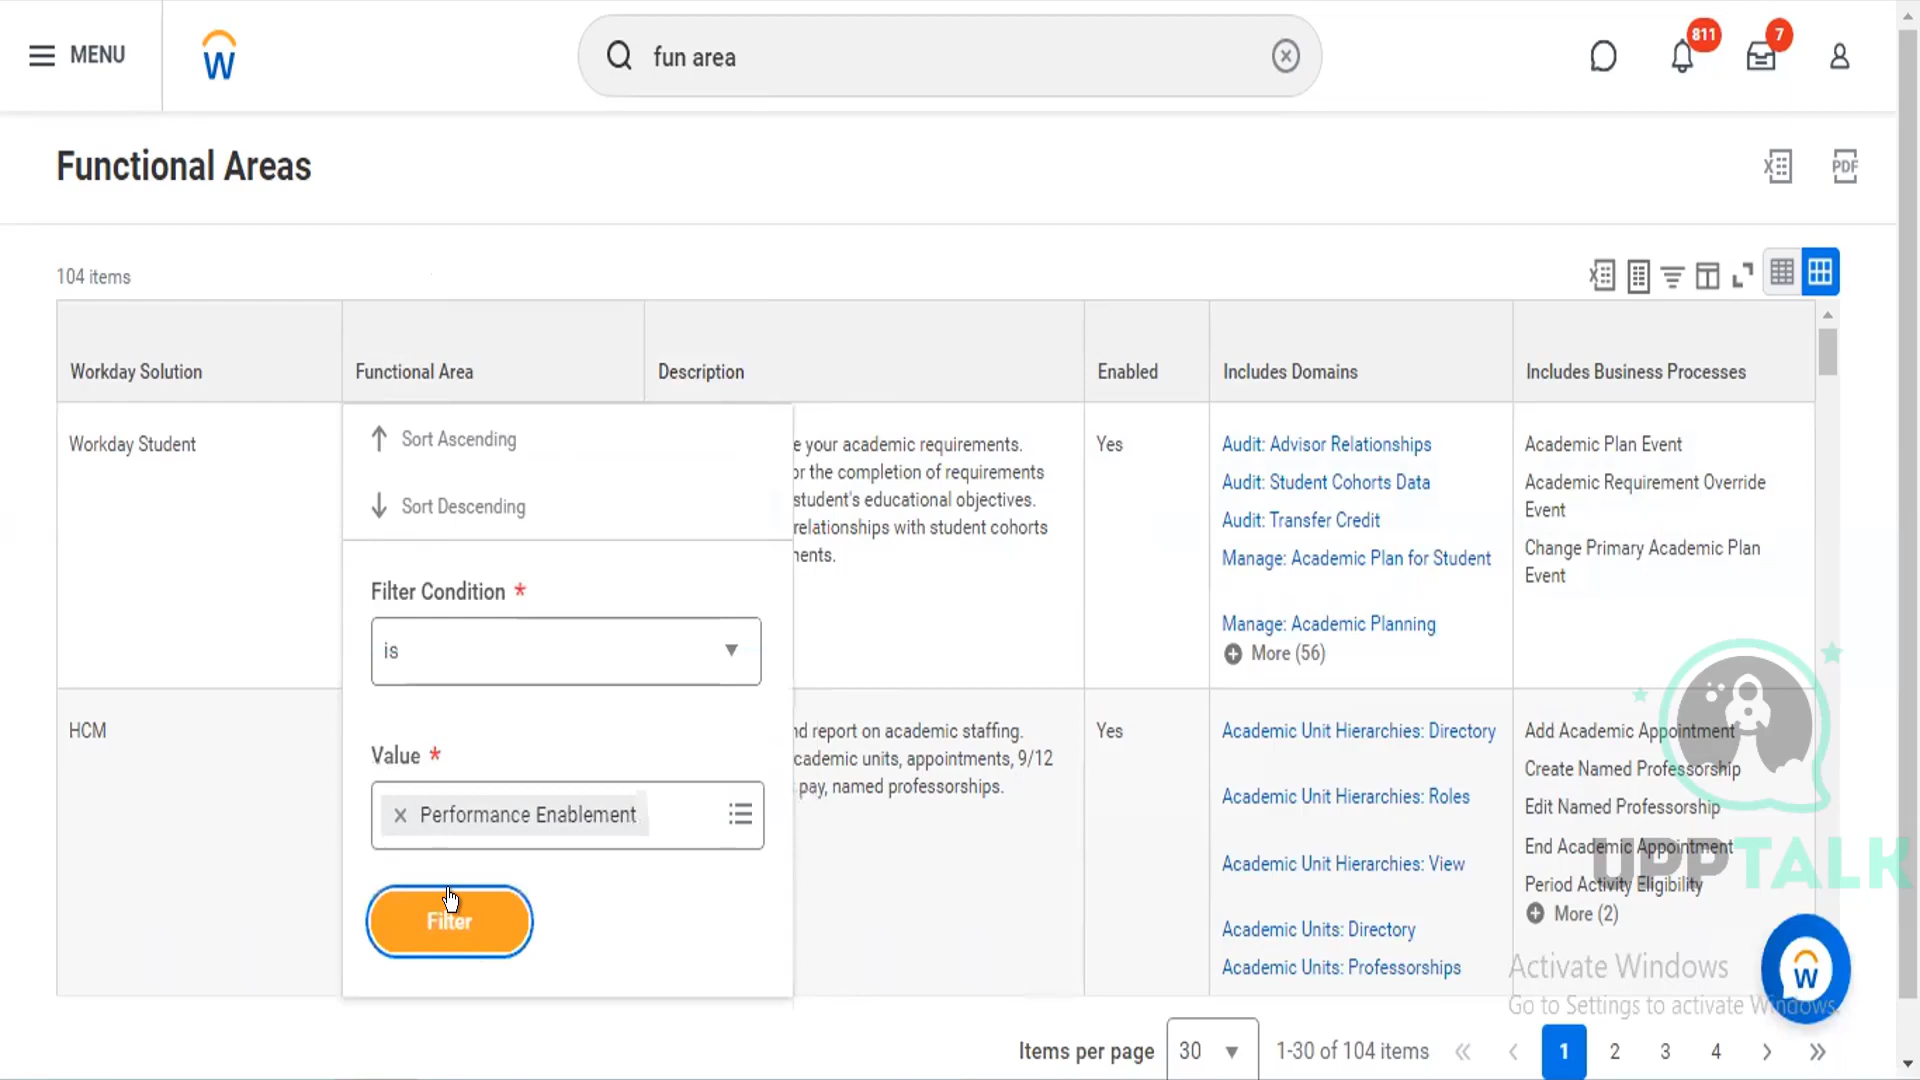 MENU
fun area
811
7
Functional Areas
PDF
104 items
Workday Solution
Functional Area
Description
Enabled
Includes Domains
Includes Business Processes
Workday Student
Sort Ascending
Sort Descending
Filter Condition *
is
Value *
Performance Enablement
Filter
e your academic requirements.
or the completion of requirements
student's educational objectives.
relationships with student cohorts
nents.
Yes
Audit: Advisor Relationships
Audit: Student Cohorts Data
Audit: Transfer Credit
Manage: Academic Plan for Student
Manage: Academic Planning
More (56)
Academic Plan Event
Academic Requirement Override
Event
Change Primary Academic Plan
Event
HCM
nd report on academic staffing.
cademic units, appointments, 9/12
pay, named professorships.
Yes
Academic Unit Hierarchies: Directory
Academic Unit Hierarchies: Roles
Academic Unit Hierarchies: View
Academic Units: Directory
Academic Units: Professorships
Add Academic Appointment
Create Named Professorship
Edit Named Professorship
End Academic Appointment
Period Activity Eligibility
More (2)
UPPTALK
Activate Windows
Go to Settings to activate Windows.
Items per page
30
1-30 of 104 items
1
2
3
4